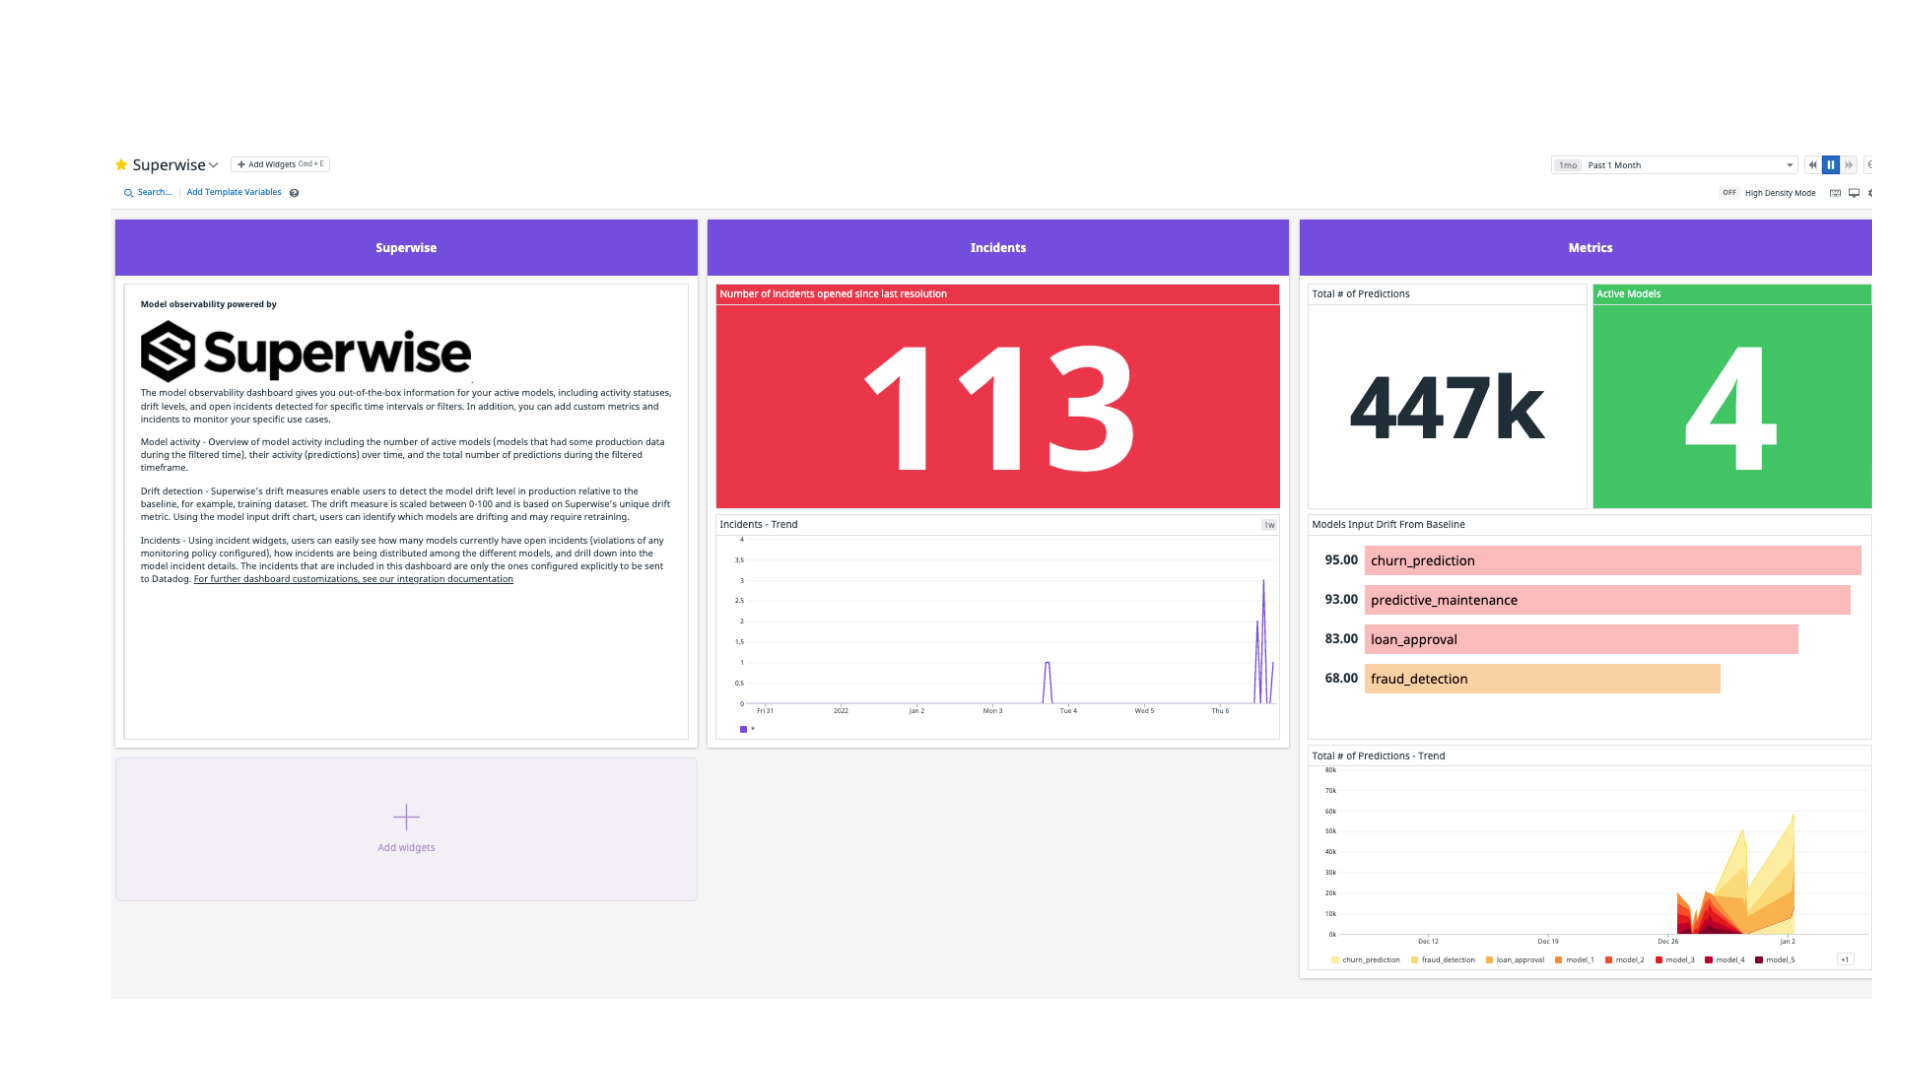 Superwise
Add Widgets Cmd + E
1mo Past 1 Month
Search...
Add Template Variables
OFF High Density Mode
Superwise
Model observability powered by
Superwise
The model observability dashboard gives you out-of-the-box information for your active models, including activity statuses,
drift levels, and open incidents detected for specific time intervals or filters. In addition, you can add custom metrics and
incidents to monitor your specific use cases.
Model activity - Overview of model activity including the number of active models (models that had some production data
during the filtered time), their activity (predictions) over time, and the total number of predictions during the filtered
timeframe.
Drift detection - Superwise's drift measures enable users to detect the model drift level in production relative to the
baseline, for example, training dataset. The drift measure is scaled between 0-100 and is based on Superwise's unique drift
metric. Using the model input drift chart, users can identify which models are drifting and may require retraining.
Incidents - Using incident widgets, users can easily see how many models currently have open incidents (violations of any
monitoring policy configured), how incidents are being distributed among the different models, and drill down into the
model incident details. The incidents that are included in this dashboard are only the ones configured explicitly to be sent
to Datadog. For further dashboard customizations, see our integration documentation
Add widgets
Incidents
Number of incidents opened since last resolution
113
Incidents - Trend
1w
4
3.5
3
2.5
2
1.5
1
0.5
0
Fri 31 2022 Jan 2 Mon 3 Tue 4 Wed 5 Thu 6
*
Metrics
Total # of Predictions
447k
Active Models
4
Models Input Drift From Baseline
95.00 churn_prediction
93.00 predictive_maintenance
83.00 loan_approval
68.00 fraud_detection
Total # of Predictions - Trend
80k
70k
60k
50k
40k
30k
20k
10k
0k
Dec 12 Dec 19 Dec 26 Jan 2
churn_prediction fraud_detection loan_approval model_1 model_2 model_3 model_4 model_5 +1